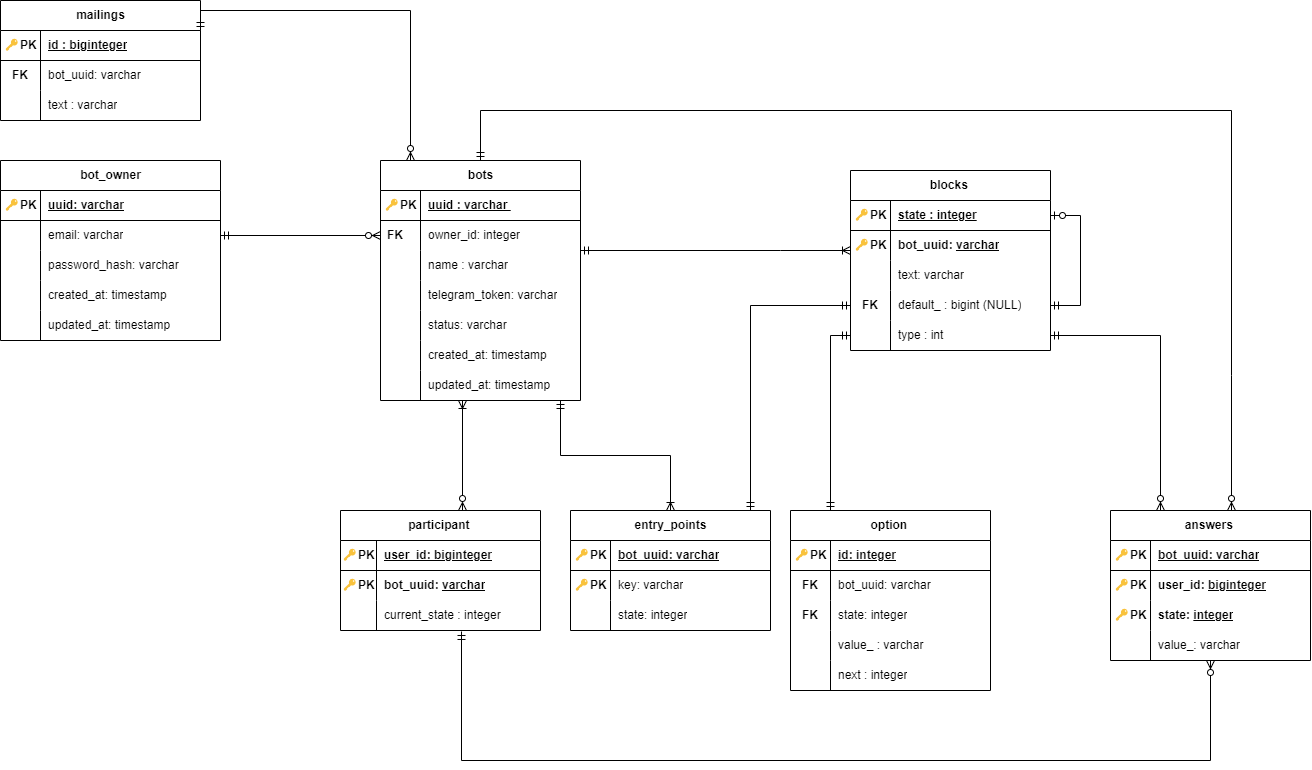 mailings
PK id : biginteger
FK bot_uuid: varchar
text : varchar
bot_owner
PK uuid: varchar
email: varchar
password_hash: varchar
created_at: timestamp
updated_at: timestamp
bots
PK uuid : varchar
FK owner_id: integer
name : varchar
telegram_token: varchar
status: varchar
created_at: timestamp
updated_at: timestamp
blocks
PK state : integer
PK bot_uuid: varchar
text: varchar
FK default_ : bigint (NULL)
type : int
participant
PK user_id: biginteger
PK bot_uuid: varchar
current_state : integer
entry_points
PK bot_uuid: varchar
PK key: varchar
state: integer
option
PK id: integer
FK bot_uuid: varchar
FK state: integer
value_ : varchar
next : integer
answers
PK bot_uuid: varchar
PK user_id: biginteger
PK state: integer
value_: varchar